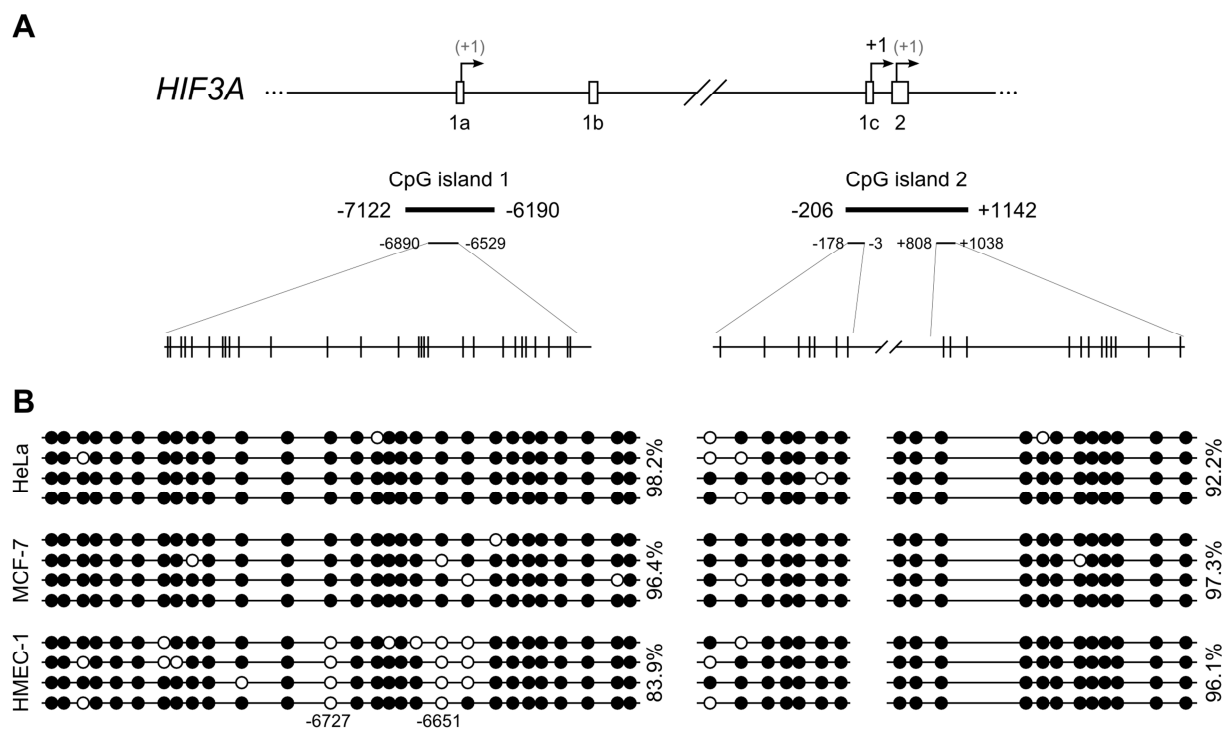 A
(+1) +1 (+1)
HIF3A ... ...
1a 1b 1c 2
CpG island 1 CpG island 2
-7122 -6190 -206 +1142
-6890 -6529 -178 -3 +808 +1038
B
HeLa 98.2% 92.2%
MCF-7 96.4% 97.3%
HMEC-1 83.9% 96.1%
-6727 -6651